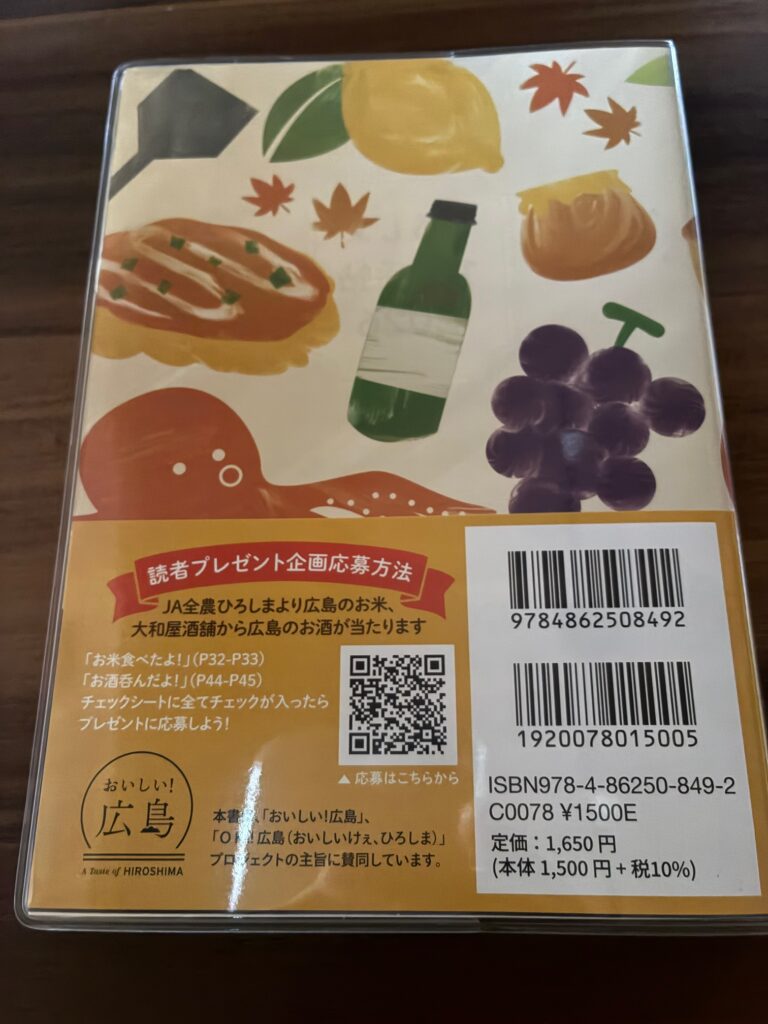 読者プレゼント企画応募方法
JA全農ひろしまより広島のお米、
大和屋酒舗から広島のお酒が当たります
「お米食べたよ!」(P32-P33)
「お酒呑んだよ!」(P44-P45)
チェックシートに全てチェックが入ったら
プレゼントに応募しよう!
▲ 応募はこちらから
おいしい!
広島
A Taste of HIROSHIMA
本書、「おいしい!広島」、
「O 広島(おいしいけぇ、ひろしま)」
プロジェクトの主旨に賛同しています。
9784862508492
1920078015005
ISBN978-4-86250-849-2
C0078 ¥1500E
定価:1,650 円
(本体 1,500 円 + 税10%)